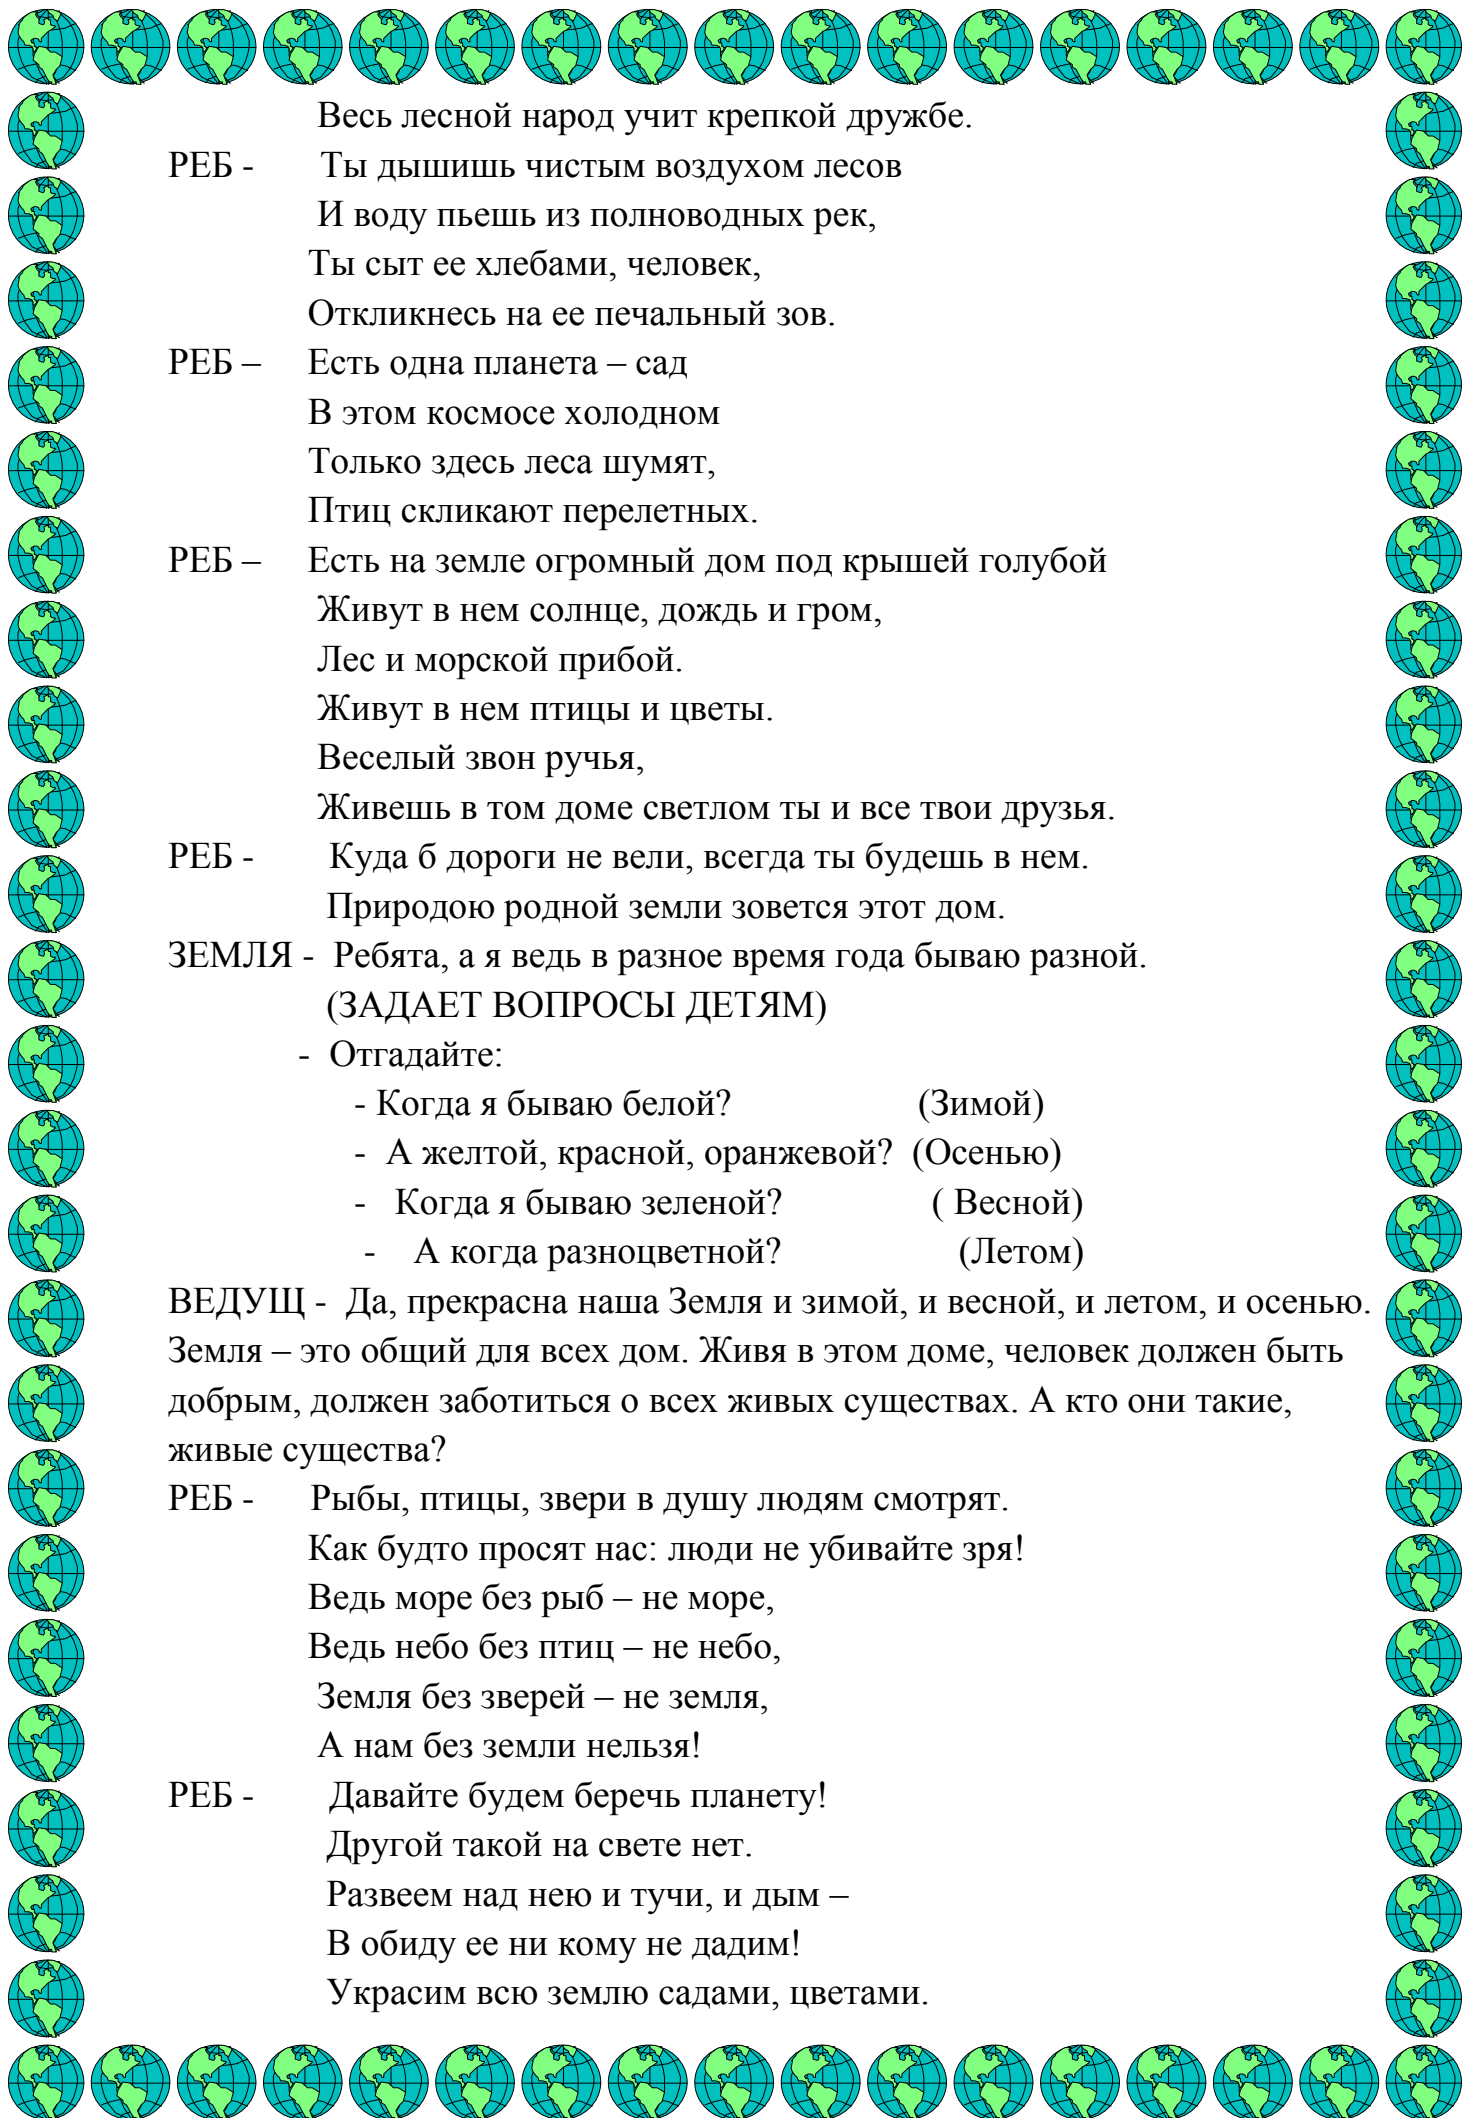 Весь лесной народ учит крепкой дружбе.
РЕБ - Ты дышишь чистым воздухом лесов
И воду пьешь из полноводных рек,
Ты сыт ее хлебами, человек,
Откликнесь на ее печальный зов.
РЕБ – Есть одна планета – сад
В этом космосе холодном
Только здесь леса шумят,
Птиц скликают перелетных.
РЕБ – Есть на земле огромный дом под крышей голубой
Живут в нем солнце, дождь и гром,
Лес и морской прибой.
Живут в нем птицы и цветы.
Веселый звон ручья,
Живешь в том доме светлом ты и все твои друзья.
РЕБ - Куда б дороги не вели, всегда ты будешь в нем.
Природою родной земли зовется этот дом.
ЗЕМЛЯ - Ребята, а я ведь в разное время года бываю разной.
(ЗАДАЕТ ВОПРОСЫ ДЕТЯМ)
- Отгадайте:
- Когда я бываю белой? (Зимой)
- А желтой, красной, оранжевой? (Осенью)
- Когда я бываю зеленой? ( Весной)
- А когда разноцветной? (Летом)
ВЕДУЩ - Да, прекрасна наша Земля и зимой, и весной, и летом, и осенью.
Земля – это общий для всех дом. Живя в этом доме, человек должен быть
добрым, должен заботиться о всех живых существах. А кто они такие,
живые существа?
РЕБ - Рыбы, птицы, звери в душу людям смотрят.
Как будто просят нас: люди не убивайте зря!
Ведь море без рыб – не море,
Ведь небо без птиц – не небо,
Земля без зверей – не земля,
А нам без земли нельзя!
РЕБ - Давайте будем беречь планету!
Другой такой на свете нет.
Развеем над нею и тучи, и дым –
В обиду ее ни кому не дадим!
Украсим всю землю садами, цветами.